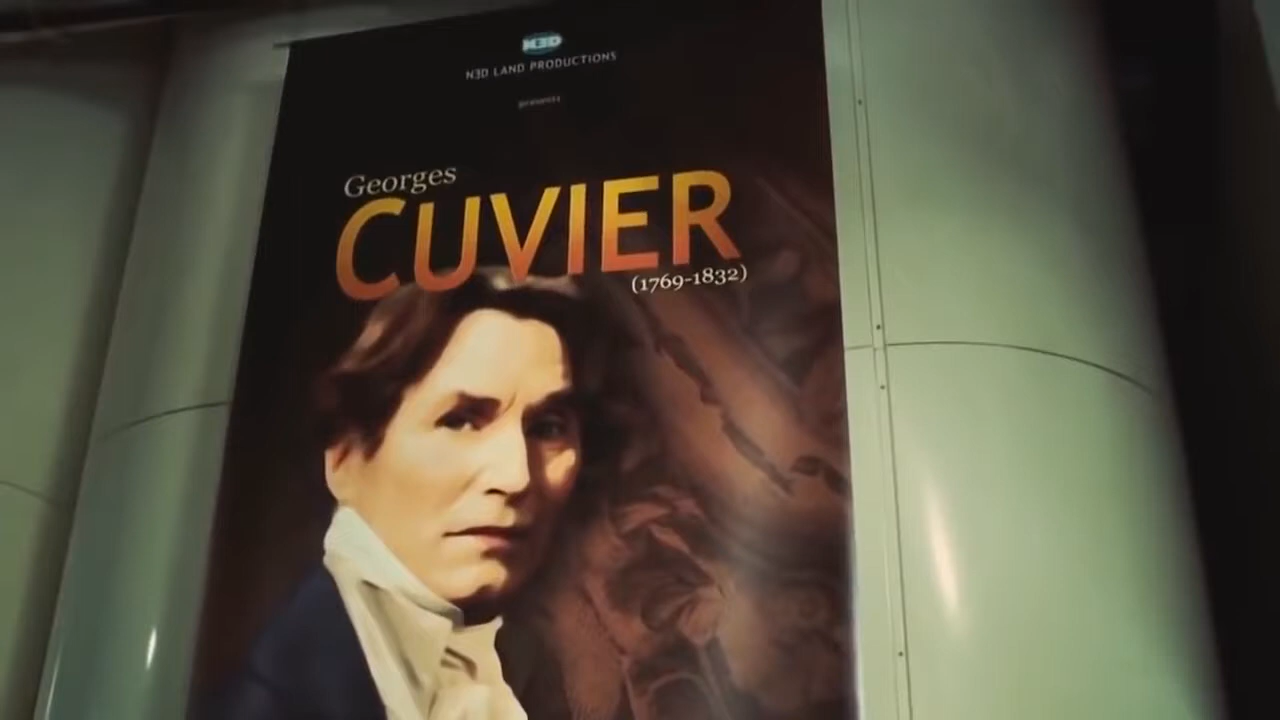 N3D
N3D LAND PRODUCTIONS
presents
Georges
CUVIER
(1769-1832)